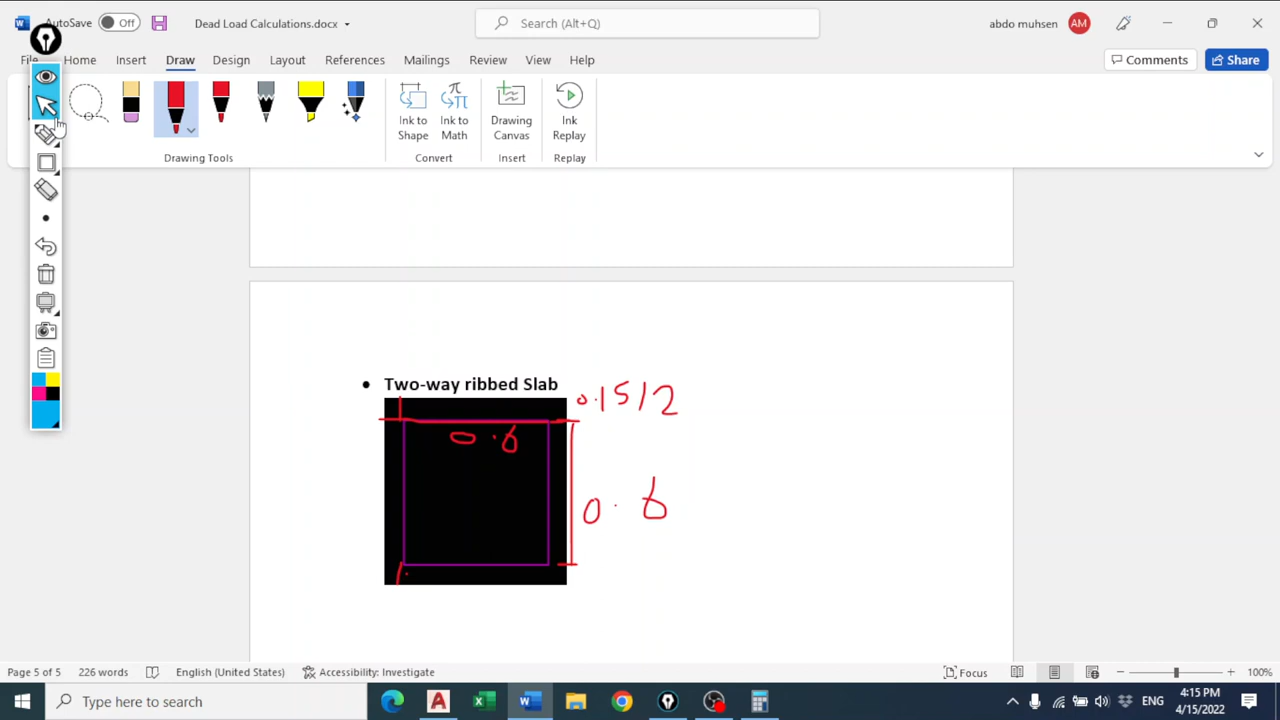 AutoSave Off Dead Load Calculations.docx Search (Alt+Q) abdo muhsen AM
File Home Insert Draw Design Layout References Mailings Review View Help Comments Share
Ink to Shape
Ink to Math
Drawing Canvas
Ink Replay
Drawing Tools Convert Insert Replay
• Two-way ribbed Slab
0.15/2
0.6
0.6
Page 5 of 5 226 words English (United States) Accessibility: Investigate Focus 100%
Type here to search ENG 4:15 PM
4/15/2022